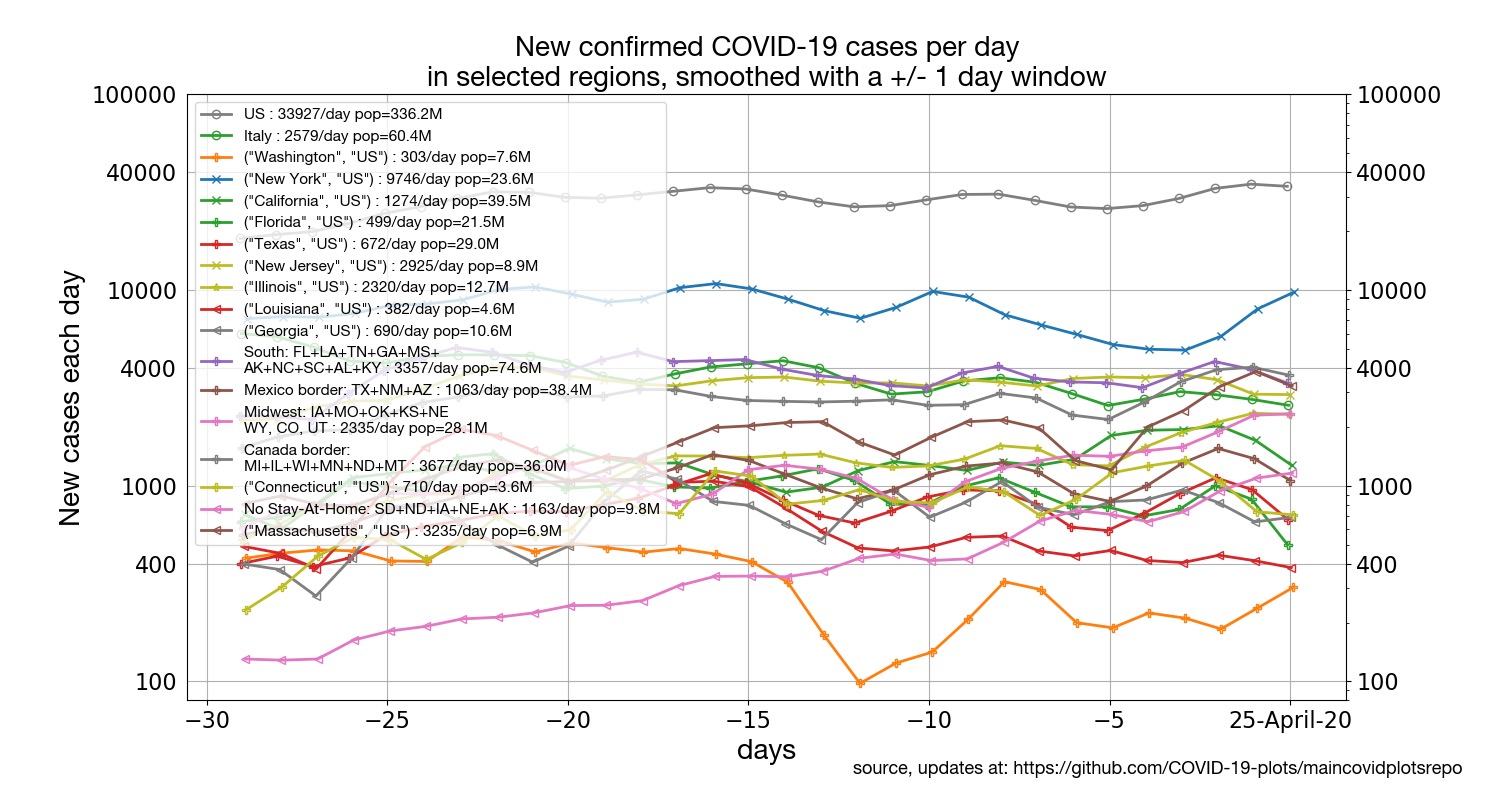 New confirmed COVID-19 cases per day
in selected regions, smoothed with a +/- 1 day window
100000
40000
10000
4000
1000
400
100
New cases each day
US : 33927/day pop=336.2M
Italy : 2579/day pop=60.4M
("Washington", "US") : 303/day pop=7.6M
("New York", "US") : 9746/day pop=23.6M
("California", "US") : 1274/day pop=39.5M
("Florida", "US") : 499/day pop=21.5M
("Texas", "US") : 672/day pop=29.0M
("New Jersey", "US") : 2925/day pop=8.9M
("Illinois", "US") : 2320/day pop=12.7M
("Louisiana", "US") : 382/day pop=4.6M
("Georgia", "US") : 690/day pop=10.6M
South: FL+LA+TN+GA+MS+
AK+NC+SC+AL+KY : 3357/day pop=74.6M
Mexico border: TX+NM+AZ : 1063/day pop=38.4M
Midwest: IA+MO+OK+KS+NE
WY, CO, UT : 2335/day pop=28.1M
Canada border:
MI+IL+WI+MN+ND+MT : 3677/day pop=36.0M
("Connecticut", "US") : 710/day pop=3.6M
No Stay-At-Home: SD+ND+IA+NE+AK : 1163/day pop=9.8M
("Massachusetts", "US") : 3235/day pop=6.9M
100000
40000
10000
4000
1000
400
100
−30
−25
−20
−15
−10
−5
25-April-20
days
source, updates at: https://github.com/COVID-19-plots/maincovidplotsrepo